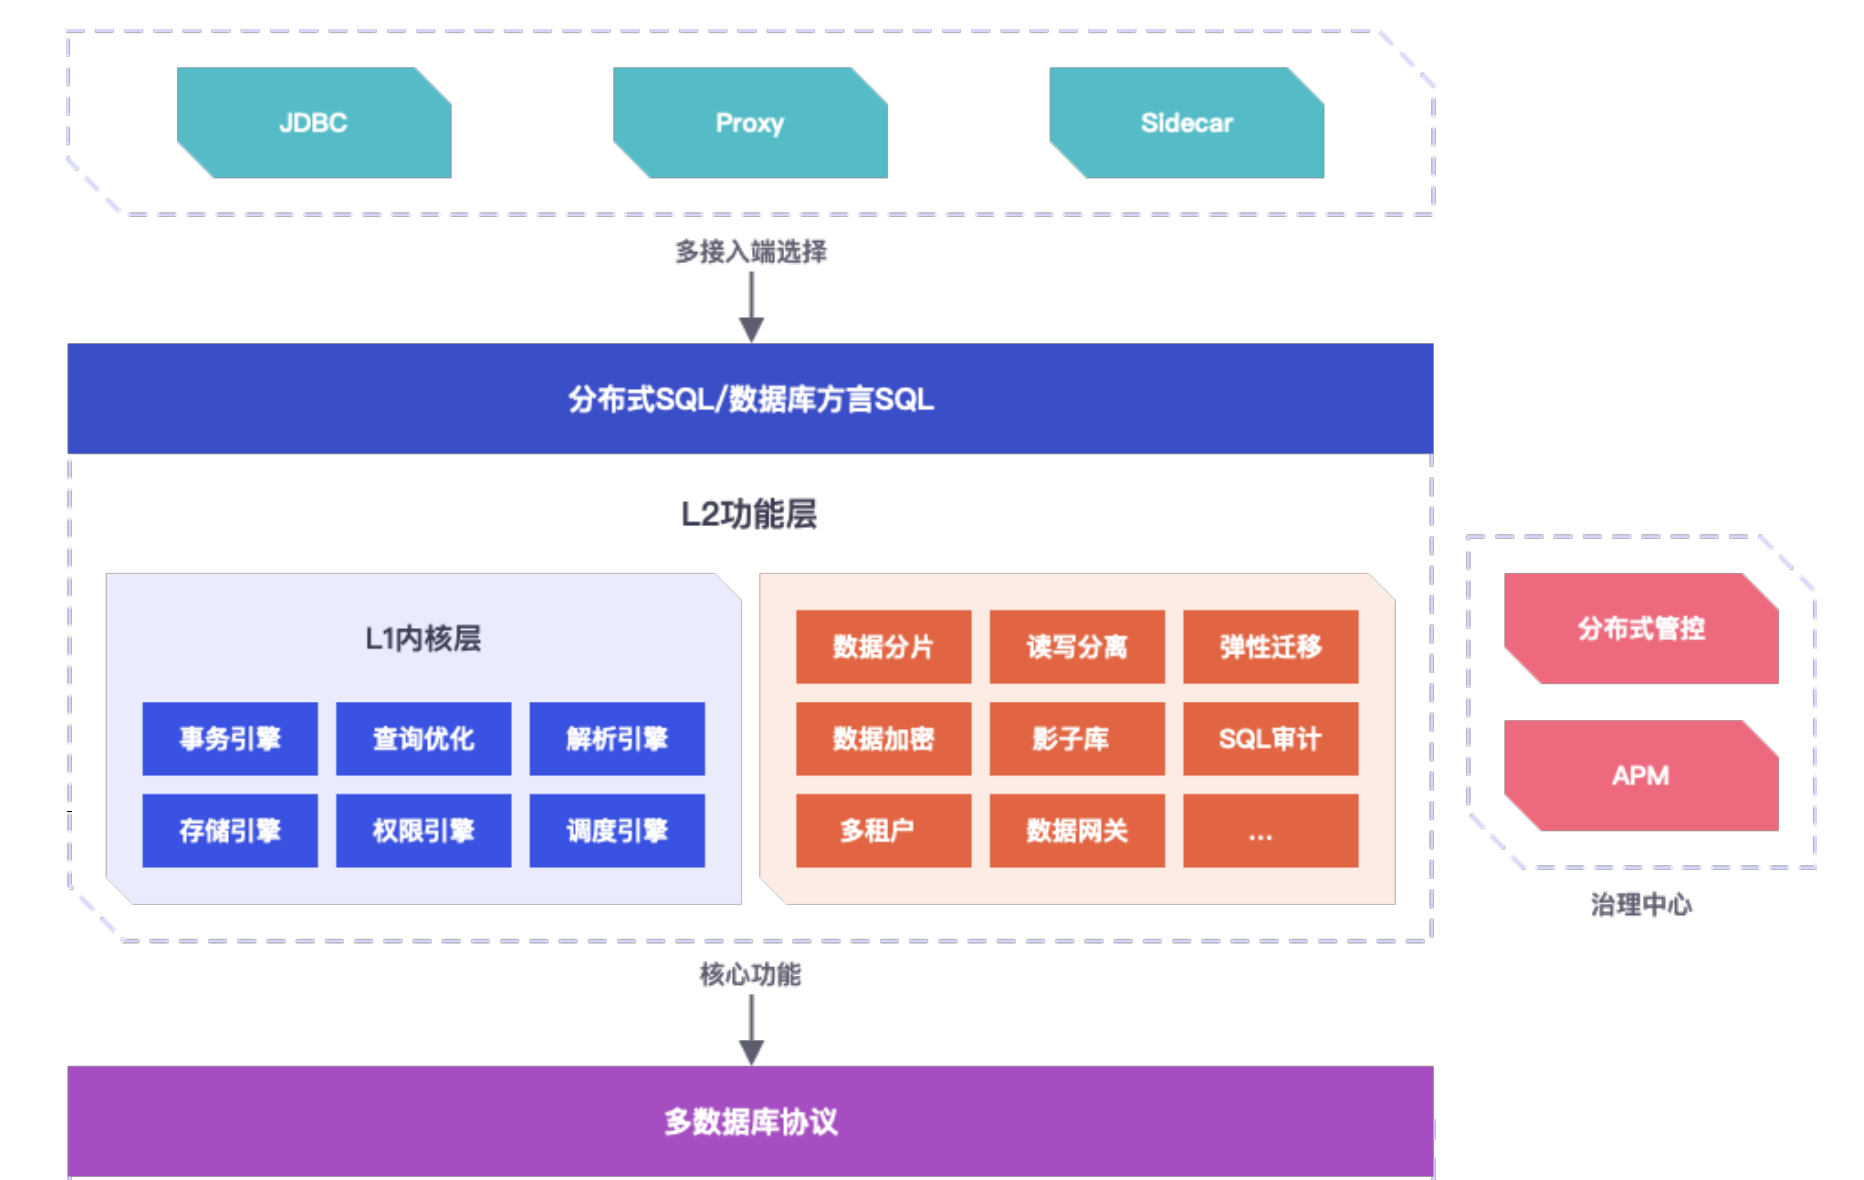 JDBC
Proxy
Sidecar
多接入端选择
分布式SQL/数据库方言SQL
L2功能层
L1内核层
事务引擎
查询优化
解析引擎
存储引擎
权限引擎
调度引擎
数据分片
读写分离
弹性迁移
数据加密
影子库
SQL审计
多租户
数据网关
...
分布式管控
APM
治理中心
核心功能
多数据库协议